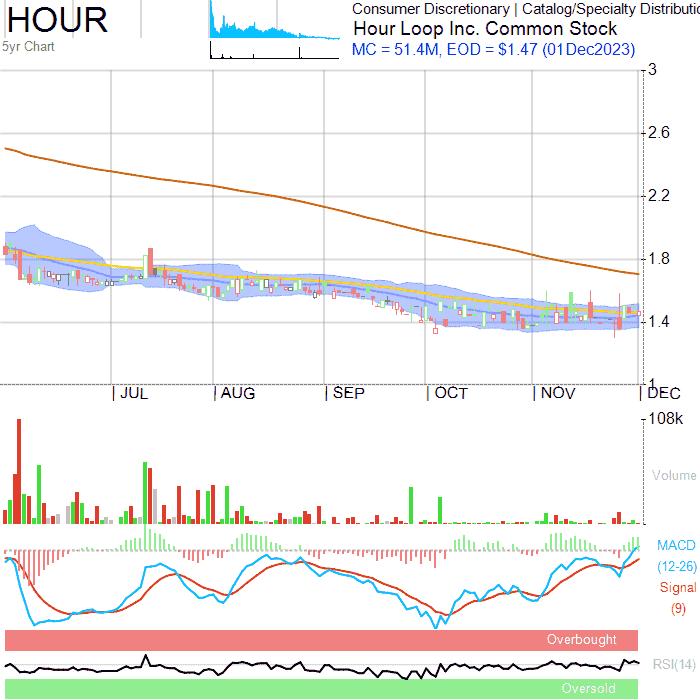 HOUR
5yr Chart
Consumer Discretionary | Catalog/Specialty Distributio
Hour Loop Inc. Common Stock
MC = 51.4M, EOD = $1.47 (01Dec2023)
3
2.6
2.2
1.8
1.4
1
JUL AUG SEP OCT NOV DEC
108k
Volume
MACD
(12-26)
Signal
(9)
Overbought
RSI(14)
Oversold